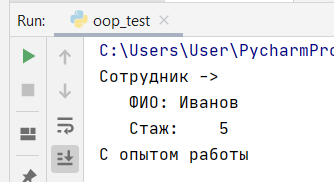 Run: oop_test
C:\Users\User\PycharmPro
Сотрудник ->
   ФИО: Иванов
   Стаж:    5
С опытом работы